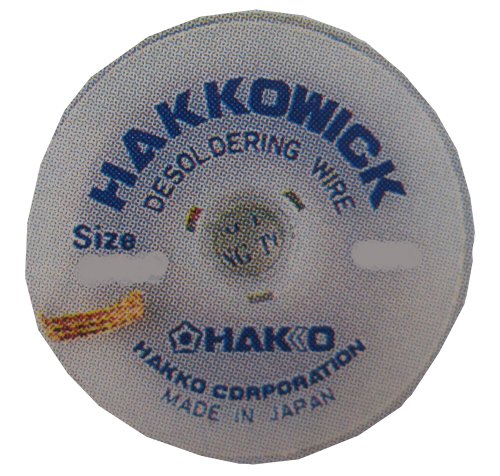 HAKKOWICK
DESOLDERING WIRE
Size
HAKKO
HAKKO CORPORATION
MADE IN JAPAN